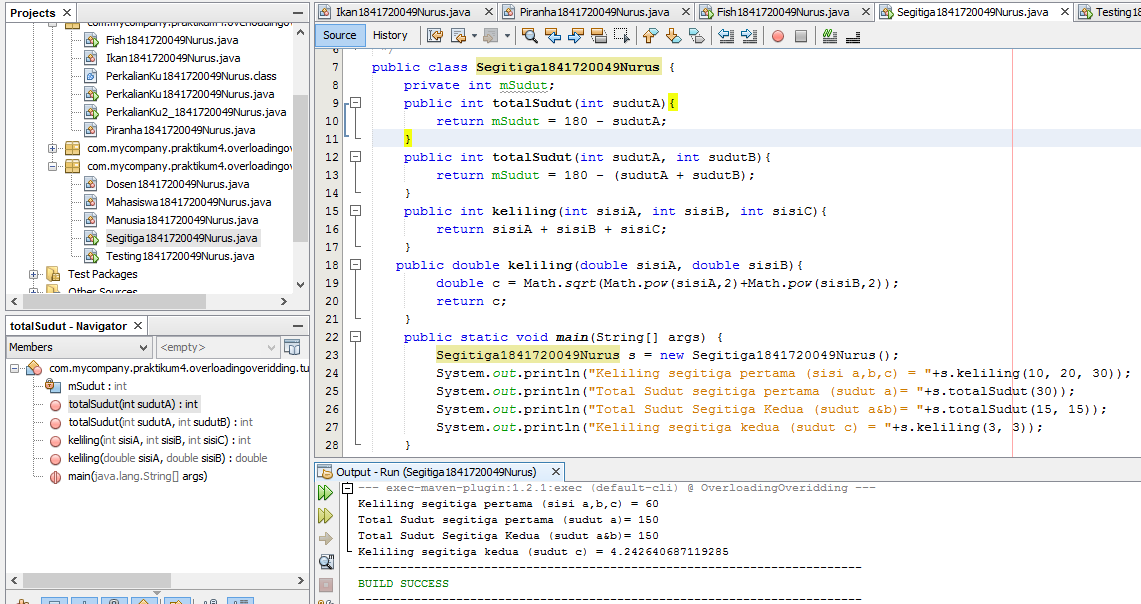 Projects
com.mycompany.praktikum4.overloadingov
Fish1841720049Nurus.java
Ikan1841720049Nurus.java
PerkalianKu1841720049Nurus.class
PerkalianKu1841720049Nurus.java
PerkalianKu2_1841720049Nurus.java
Piranha1841720049Nurus.java
com.mycompany.praktikum4.overloadingov
com.mycompany.praktikum4.overloadingov
Dosen1841720049Nurus.java
Mahasiswa1841720049Nurus.java
Manusia1841720049Nurus.java
Segitiga1841720049Nurus.java
Testing1841720049Nurus.java
Test Packages
Other Sources
totalSudut - Navigator
Members <empty>
com.mycompany.praktikum4.overloadingoveridding.tu
mSudut : int
totalSudut(int sudutA) : int
totalSudut(int sudutA, int sudutB) : int
keliling(int sisiA, int sisiB, int sisiC) : int
keliling(double sisiA, double sisiB) : double
main(java.lang.String[] args)
Ikan1841720049Nurus.java Piranha1841720049Nurus.java Fish1841720049Nurus.java Segitiga1841720049Nurus.java Testing18
Source History
6 */
7 public class Segitiga1841720049Nurus {
8 private int mSudut;
9 public int totalSudut(int sudutA){
10 return mSudut = 180 - sudutA;
11 }
12 public int totalSudut(int sudutA, int sudutB){
13 return mSudut = 180 - (sudutA + sudutB);
14 }
15 public int keliling(int sisiA, int sisiB, int sisiC){
16 return sisiA + sisiB + sisiC;
17 }
18 public double keliling(double sisiA, double sisiB){
19 double c = Math.sqrt(Math.pow(sisiA,2)+Math.pow(sisiB,2));
20 return c;
21 }
22 public static void main(String[] args) {
23 Segitiga1841720049Nurus s = new Segitiga1841720049Nurus();
24 System.out.println("Keliling segitiga pertama (sisi a,b,c) = "+s.keliling(10, 20, 30));
25 System.out.println("Total Sudut segitiga pertama (sudut a)= "+s.totalSudut(30));
26 System.out.println("Total Sudut Segitiga Kedua (sudut a&b)= "+s.totalSudut(15, 15));
27 System.out.println("Keliling segitiga kedua (sudut c) = "+s.keliling(3, 3));
28 }
Output - Run (Segitiga1841720049Nurus)
--- exec-maven-plugin:1.2.1:exec (default-cli) @ OverloadingOveridding ---
Keliling segitiga pertama (sisi a,b,c) = 60
Total Sudut segitiga pertama (sudut a)= 150
Total Sudut Segitiga Kedua (sudut a&b)= 150
Keliling segitiga kedua (sudut c) = 4.242640687119285
------------------------------------------------------------------------
BUILD SUCCESS
------------------------------------------------------------------------